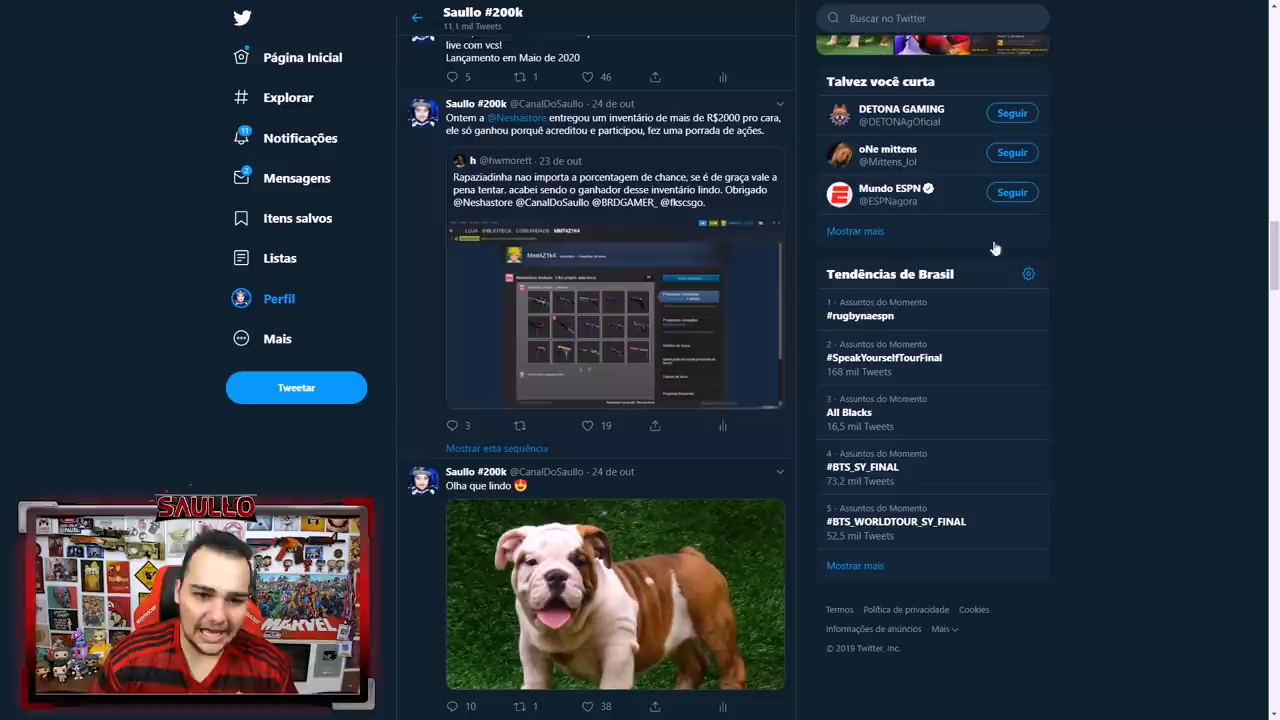 Página Inicial
Explorar
11
Notificações
2
Mensagens
Itens salvos
Listas
Perfil
Mais
Tweetar
Saullo #200k
11,1 mil Tweets
live com vcs!
Lançamento em Maio de 2020
5
1
46
Saullo #200k @CanalDoSaullo · 24 de out
Ontem a @Neshastore entregou um inventário de mais de R$2000 pro cara,
ele só ganhou porquê acreditou e participou, fez uma porrada de ações.
h @hwmorett · 23 de out
Rapaziadinha nao importa a porcentagem de chance, se é de graça vale a
pena tentar. acabei sendo o ganhador desse inventário lindo. Obrigado
@Neshastore @CanalDoSaullo @BRDGAMER_ @fkscsgo.
LOJA BIBLIOTECA COMUNIDADE MMT4Z1K4
3
19
Mostrar esta sequência
Saullo #200k @CanalDoSaullo · 24 de out
Olha que lindo
10
1
38
Buscar no Twitter
Talvez você curta
DETONA GAMING
@DETONAgOficial
Seguir
oNe mittens
@Mittens_lol
Seguir
Mundo ESPN
@ESPNagora
Seguir
Mostrar mais
Tendências de Brasil
1 · Assuntos do Momento
#rugbynaespn
2 · Assuntos do Momento
#SpeakYourselfTourFinal
168 mil Tweets
3 · Assuntos do Momento
All Blacks
16,5 mil Tweets
4 · Assuntos do Momento
#BTS_SY_FINAL
73,2 mil Tweets
5 · Assuntos do Momento
#BTS_WORLDTOUR_SY_FINAL
52,5 mil Tweets
Mostrar mais
Termos Política de privacidade Cookies
Informações de anúncios Mais
© 2019 Twitter, Inc.
SAULLO
MARVEL